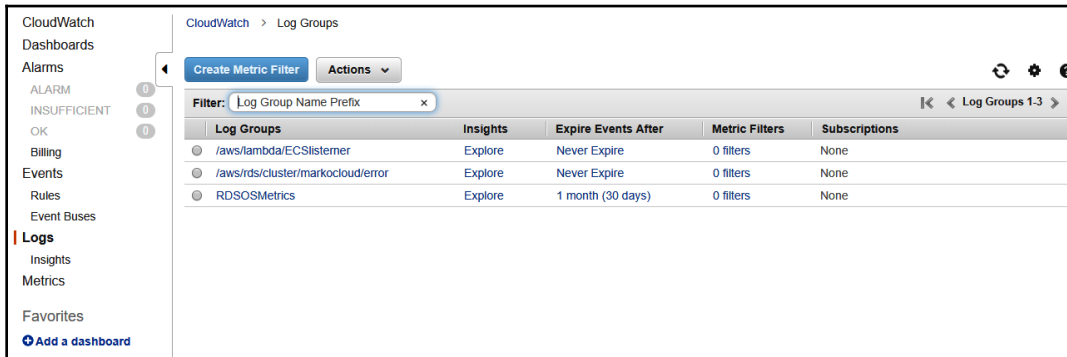 CloudWatch
Dashboards
Alarms
ALARM 0
INSUFFICIENT 0
OK 0
Billing
Events
Rules
Event Buses
Logs
Insights
Metrics
Favorites
Add a dashboard
CloudWatch > Log Groups
Create Metric Filter Actions
Filter: Log Group Name Prefix ×
Log Groups 1-3
Log Groups Insights Expire Events After Metric Filters Subscriptions
/aws/lambda/ECSlisterner Explore Never Expire 0 filters None
/aws/rds/cluster/markocloud/error Explore Never Expire 0 filters None
RDSOSMetrics Explore 1 month (30 days) 0 filters None